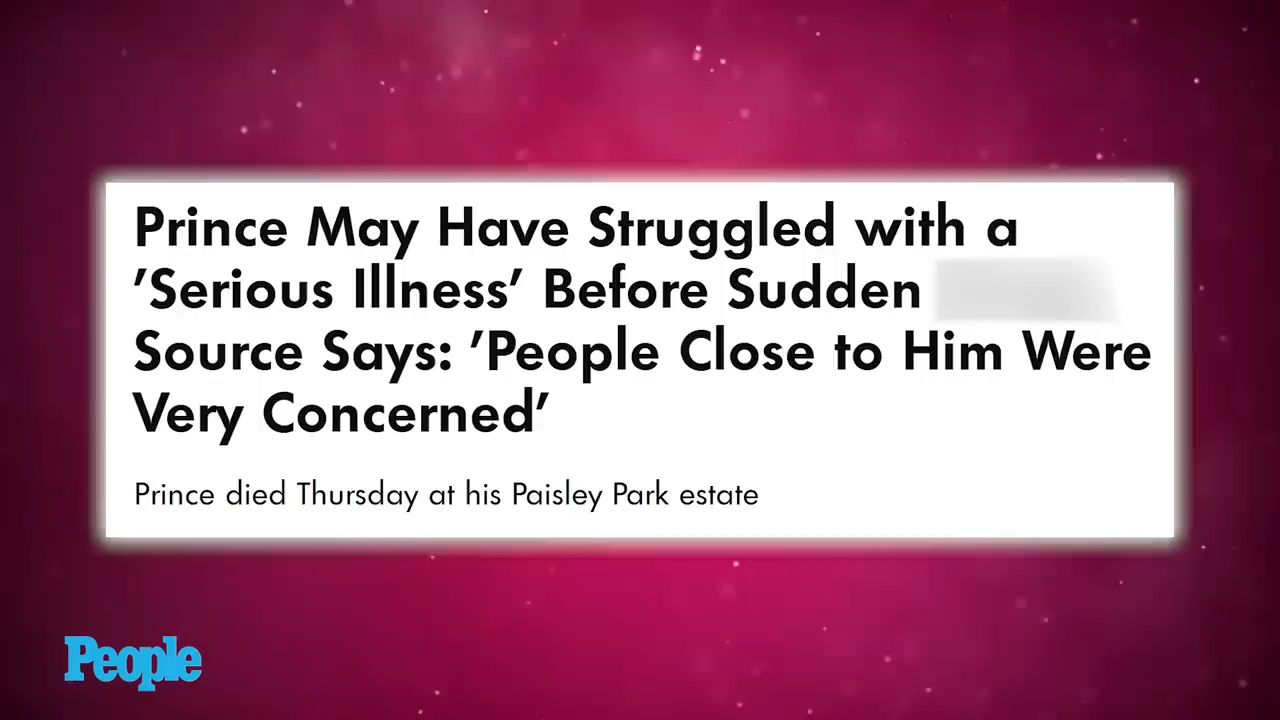 Prince May Have Struggled with a
’Serious Illness’ Before Sudden
Source Says: ’People Close to Him Were
Very Concerned’
Prince died Thursday at his Paisley Park estate
People